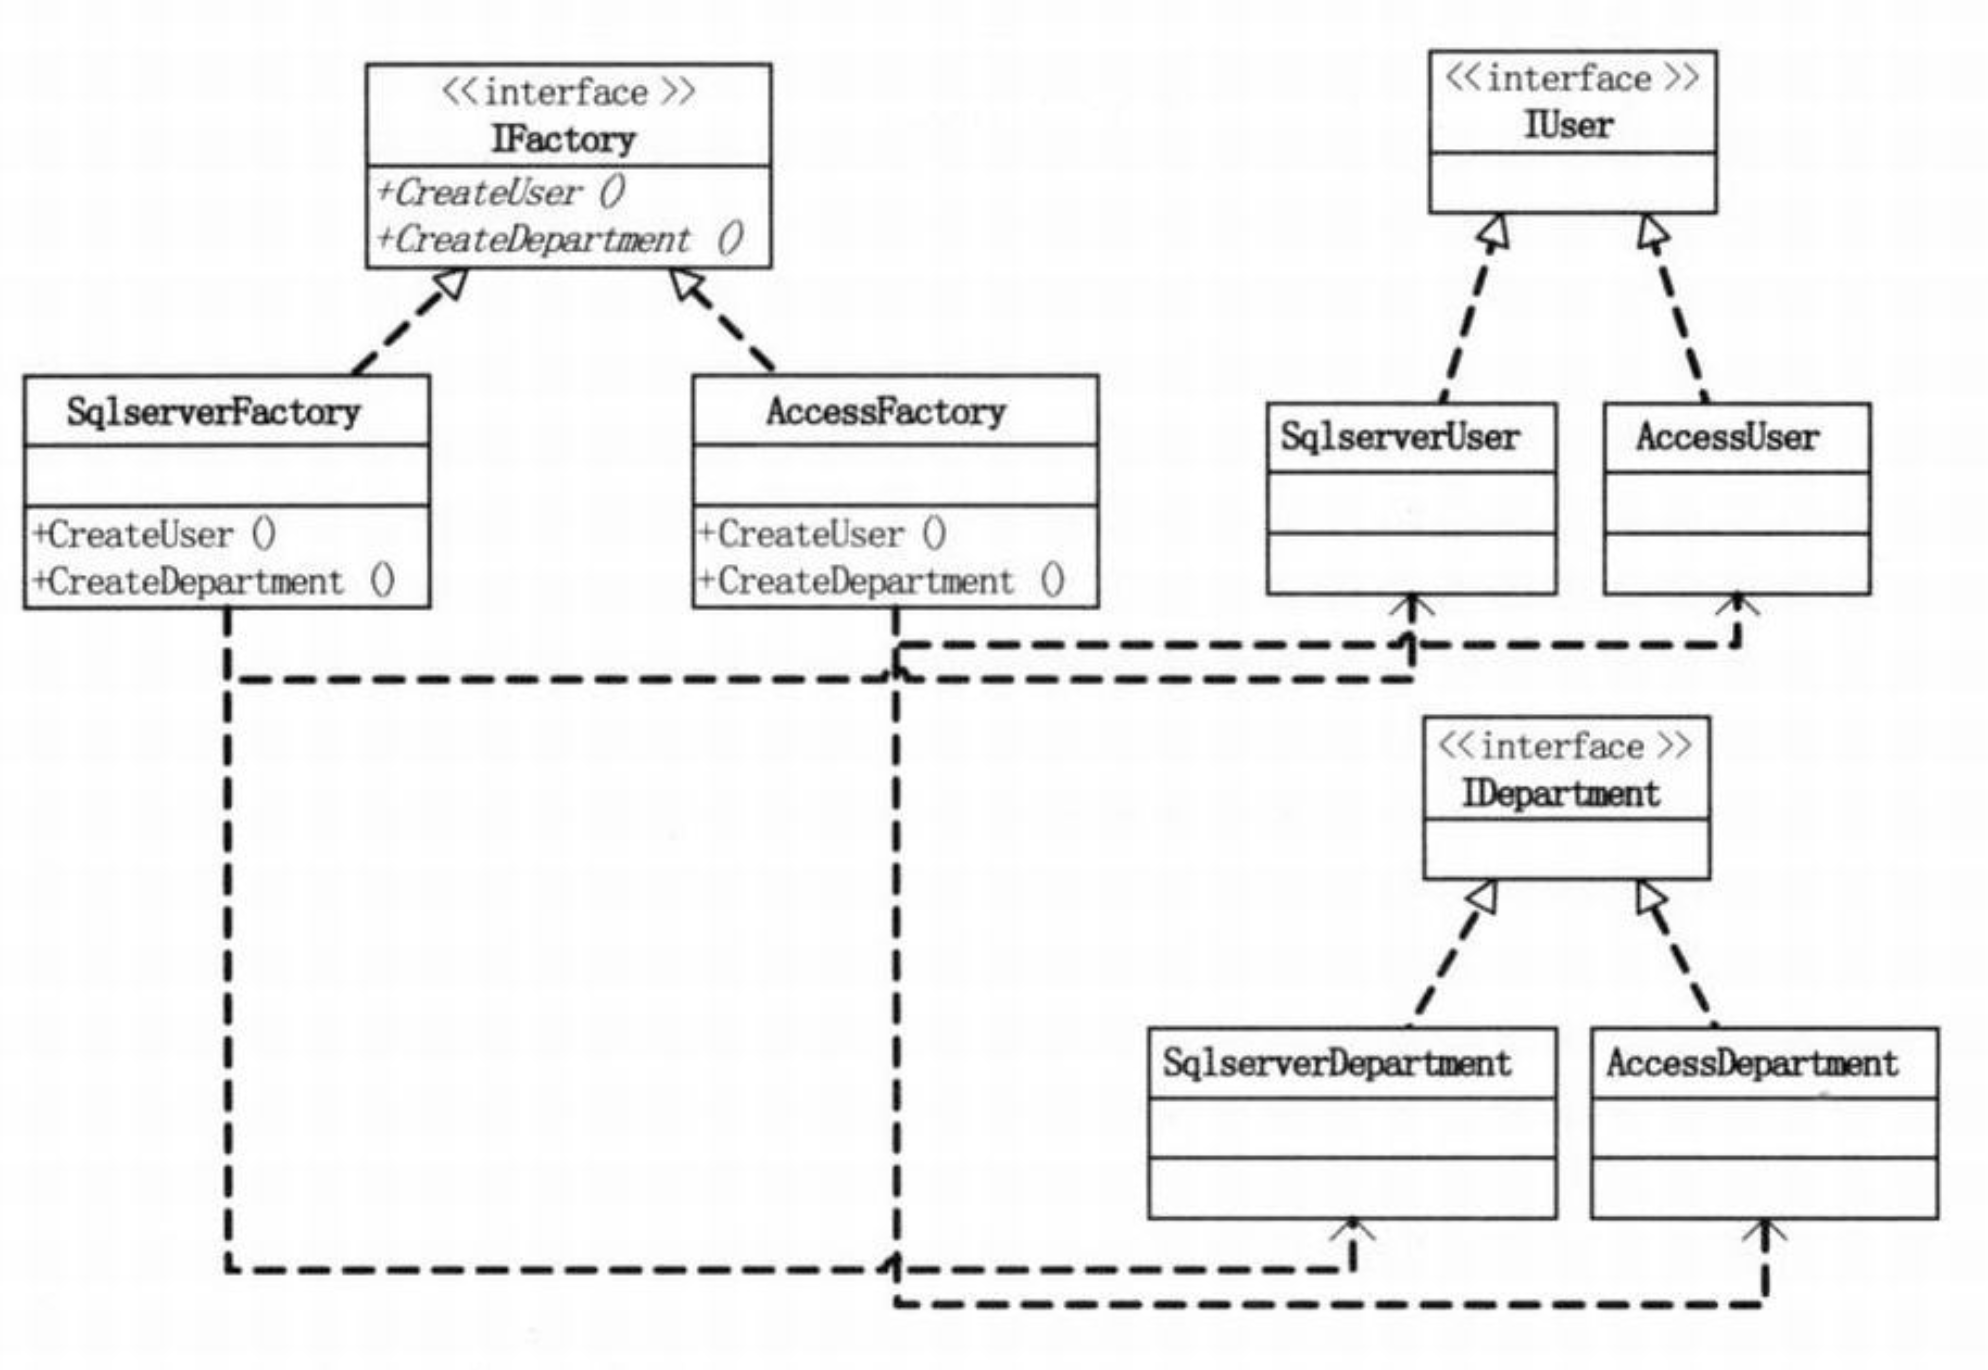 <<interface>>
IFactory
+CreateUser ()
+CreateDepartment ()
<<interface>>
IUser
SqlserverFactory
+CreateUser ()
+CreateDepartment ()
AccessFactory
+CreateUser ()
+CreateDepartment ()
SqlserverUser
AccessUser
<<interface>>
IDepartment
SqlserverDepartment
AccessDepartment